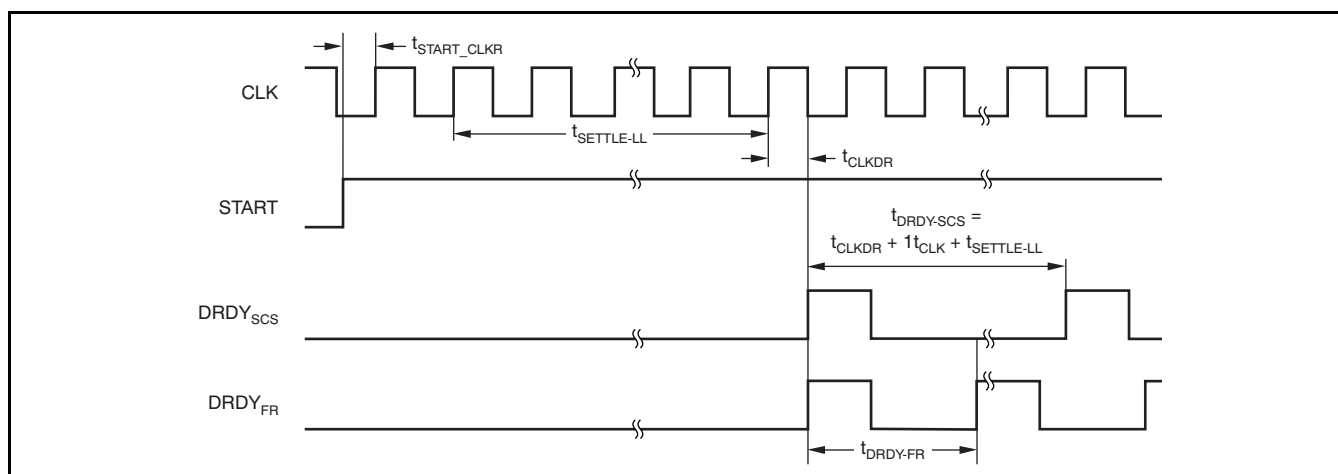 tSTART_CLKR
CLK
tSETTLE-LL
tCLKDR
START
tDRDY-SCS =
tCLKDR + 1tCLK + tSETTLE-LL
DRDYSCS
DRDYFR
tDRDY-FR